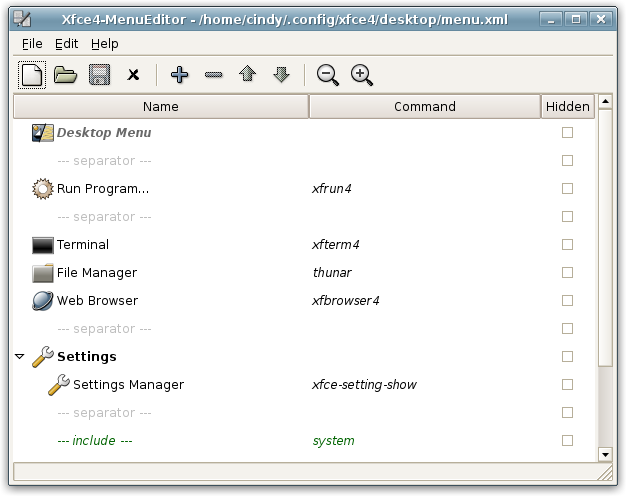 Xfce4-MenuEditor - /home/cindy/.config/xfce4/desktop/menu.xml
File Edit Help
Name Command Hidden
Desktop Menu
--- separator ---
Run Program... xfrun4
--- separator ---
Terminal xfterm4
File Manager thunar
Web Browser xfbrowser4
--- separator ---
Settings
Settings Manager xfce-setting-show
--- separator ---
--- include --- system